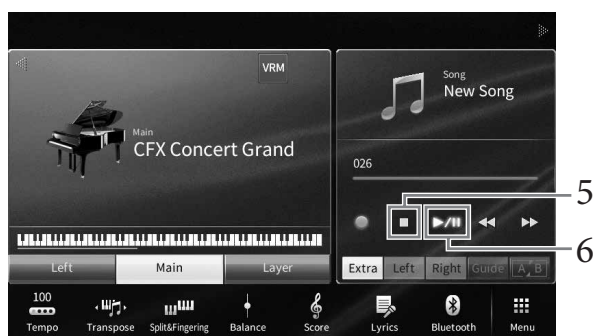 VRM
Main
CFX Concert Grand
Left
Main
Layer
Song
New Song
026
Extra
Left
Right
Guide
A B
5
6
100
Tempo
Transpose
Split&Fingering
Balance
Score
Lyrics
Bluetooth
Menu